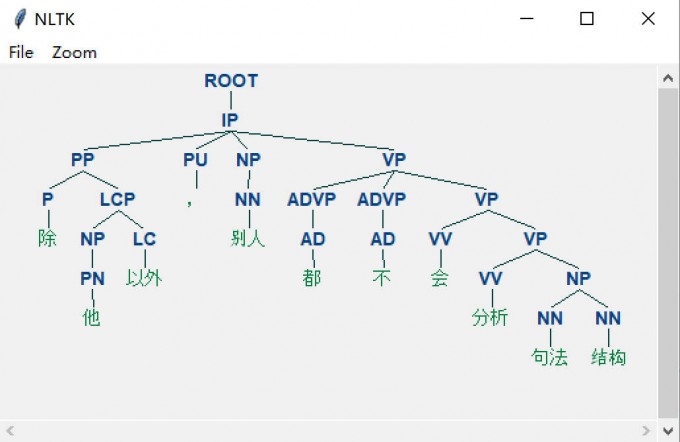 NLTK
File Zoom
ROOT
IP
PP PU NP VP
P LCP ， NN ADVP ADVP VP
除 NP LC 别人 AD AD VV VP
PN 以外 都 不 会 VV NP
他 分析 NN NN
句法 结构